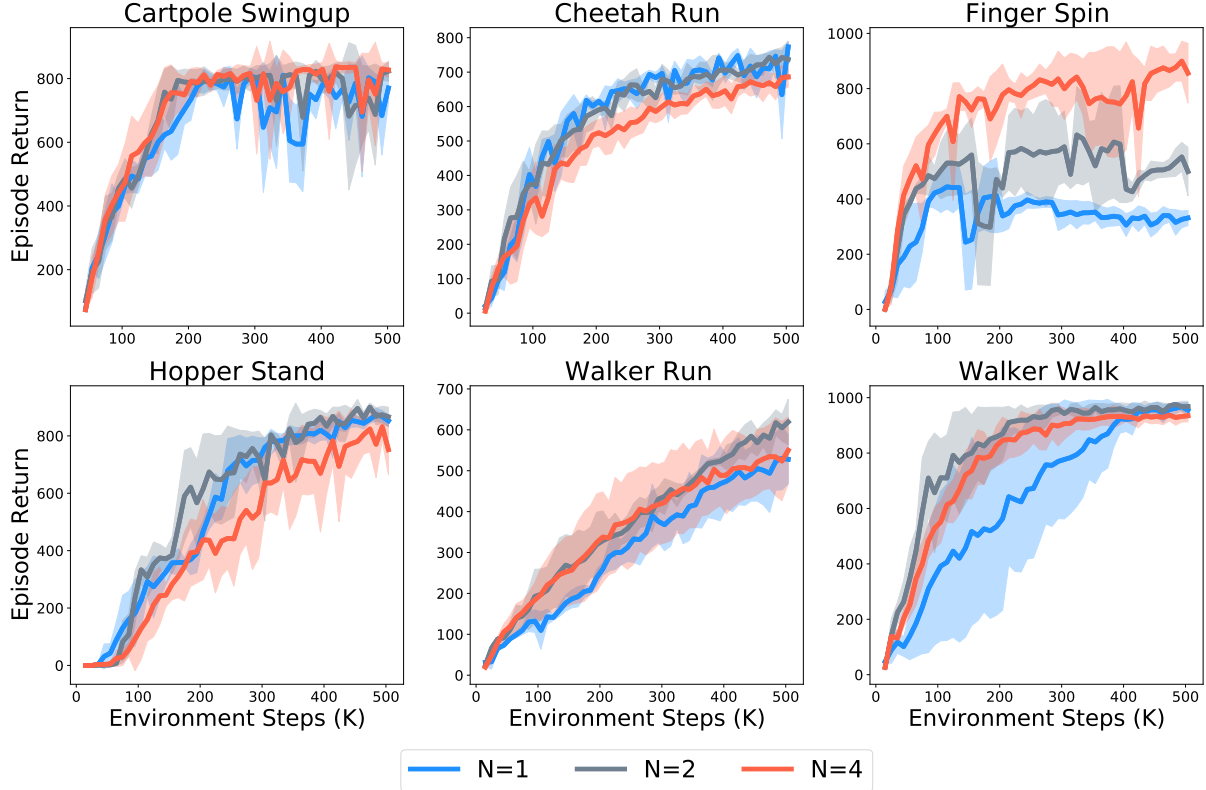 Cartpole Swingup
Cheetah Run
Finger Spin
Episode Return
200
400
600
800
100 200 300 400 500
0
100
200
300
400
500
600
700
800
100 200 300 400 500
0
200
400
600
800
1000
0 100 200 300 400 500
Hopper Stand
Walker Run
Walker Walk
Episode Return
0
200
400
600
800
0 100 200 300 400 500
Environment Steps (K)
0
100
200
300
400
500
600
700
0 100 200 300 400 500
Environment Steps (K)
0
200
400
600
800
1000
0 100 200 300 400 500
Environment Steps (K)
N=1 N=2 N=4